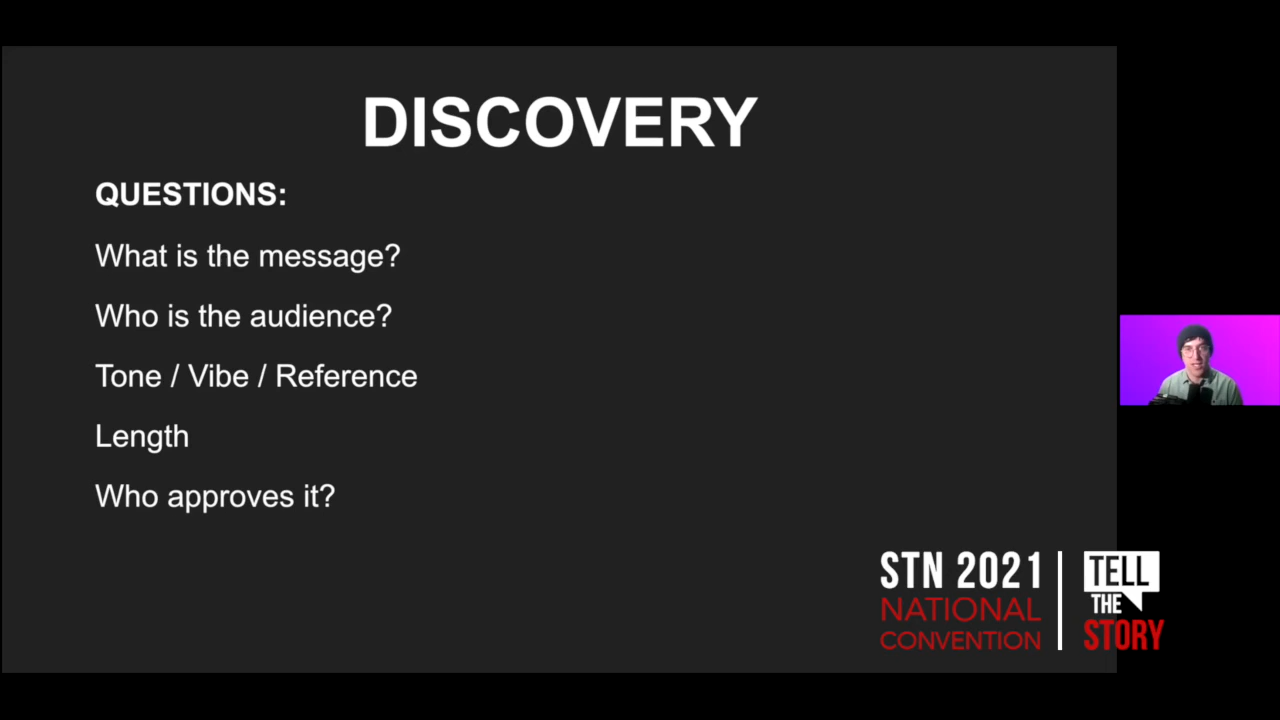 DISCOVERY
QUESTIONS:
What is the message?
Who is the audience?
Tone / Vibe / Reference
Length
Who approves it?
STN 2021
NATIONAL
CONVENTION
TELL
THE
STORY